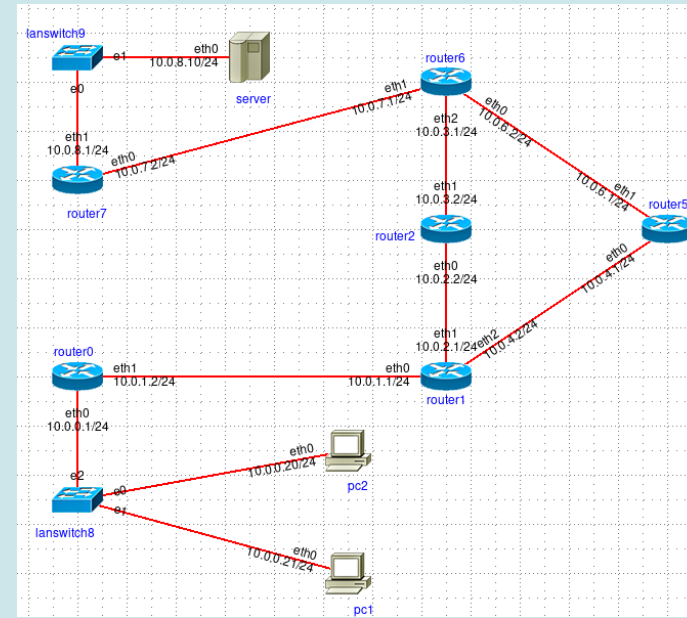 lanswitch9
e1
eth0
10.0.8.10/24
server
e0
eth1
10.0.8.1/24
router7
eth0
10.0.7.2/24
router6
eth1
10.0.7.1/24
eth2
10.0.3.1/24
eth0
10.0.6.2/24
eth1
10.0.3.2/24
router2
eth0
10.0.2.2/24
eth1
10.0.6.1/24
router5
eth0
10.0.4.1/24
eth1
10.0.2.1/24
eth2
10.0.4.2/24
router0
eth1
10.0.1.2/24
eth0
10.0.1.1/24
router1
eth0
10.0.0.1/24
e2
e0
e1
lanswitch8
eth0
10.0.0.20/24
pc2
eth0
10.0.0.21/24
pc1